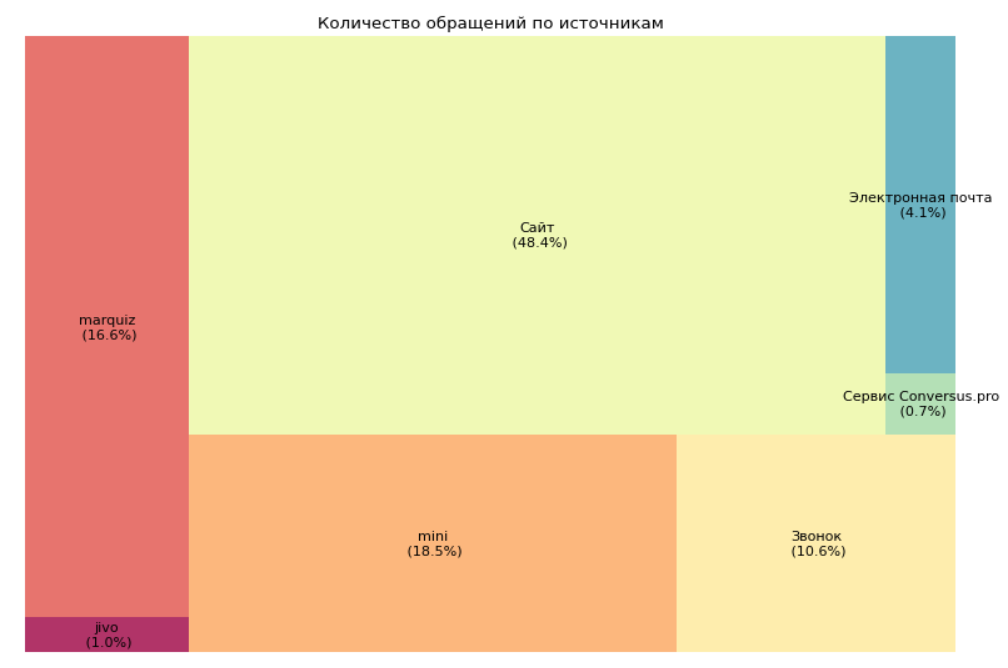 Количество обращений по источникам
Электронная почта
(4.1%)
Сайт
(48.4%)
marquiz
(16.6%)
Сервис Conversus.pro
(0.7%)
mini
(18.5%)
Звонок
(10.6%)
jivo
(1.0%)